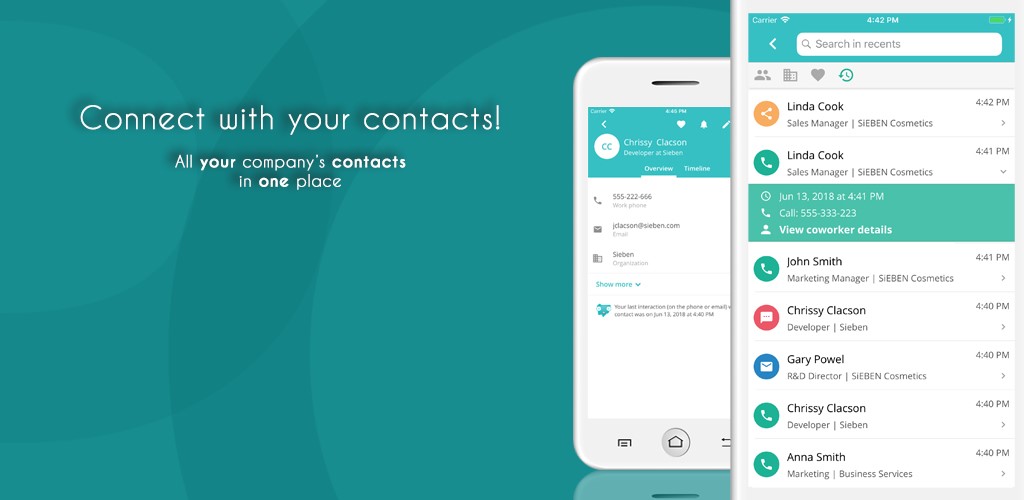 Connect with your contacts!
All your company's contacts
in one place
Carrier
4:45 PM
CC
Chrissy Clacson
Developer at Sieben
Overview
Timeline
555-222-666
Work phone
jclacson@sieben.com
Email
Sieben
Organization
Show more
Your last interaction (on the phone or email)
contact was on Jun 13, 2018 at 4:40 PM
Carrier
4:42 PM
Search in recents
Linda Cook
4:42 PM
Sales Manager | SiEBEN Cosmetics
Linda Cook
4:41 PM
Sales Manager | SiEBEN Cosmetics
Jun 13, 2018 at 4:41 PM
Call: 555-333-223
View coworker details
John Smith
4:41 PM
Marketing Manager | SiEBEN Cosmetics
Chrissy Clacson
4:40 PM
Developer | Sieben
Gary Powel
4:40 PM
R&D Director | SiEBEN Cosmetics
Chrissy Clacson
4:40 PM
Developer | Sieben
Anna Smith
4:40 PM
Marketing | Business Services